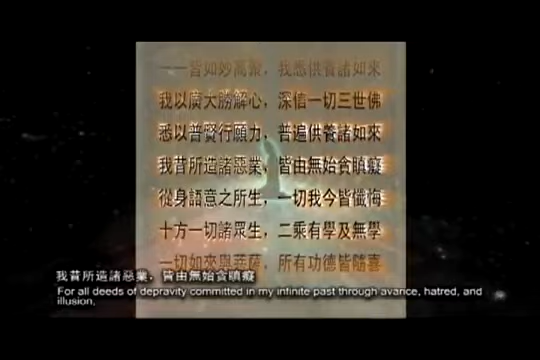 一一皆如妙高聚，我悉供養諸如來
我以廣大勝解心，深信一切三世佛
悉以普賢行願力，普遍供養諸如來
我昔所造諸惡業，皆由無始貪瞋癡
從身語意之所生，一切我今皆懺悔
十方一切諸眾生，二乘有學及無學
一切如來與菩薩，所有功德皆隨喜
我昔所造諸惡業，皆由無始貪瞋癡
For all deeds of depravity committed in my infinite past through avarice, hatred, and
illusion,